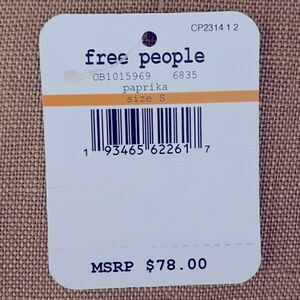 CP2314 1 2
free people
OB1015969 6835
paprika
size S
1 93465 62261 7
MSRP $78.00